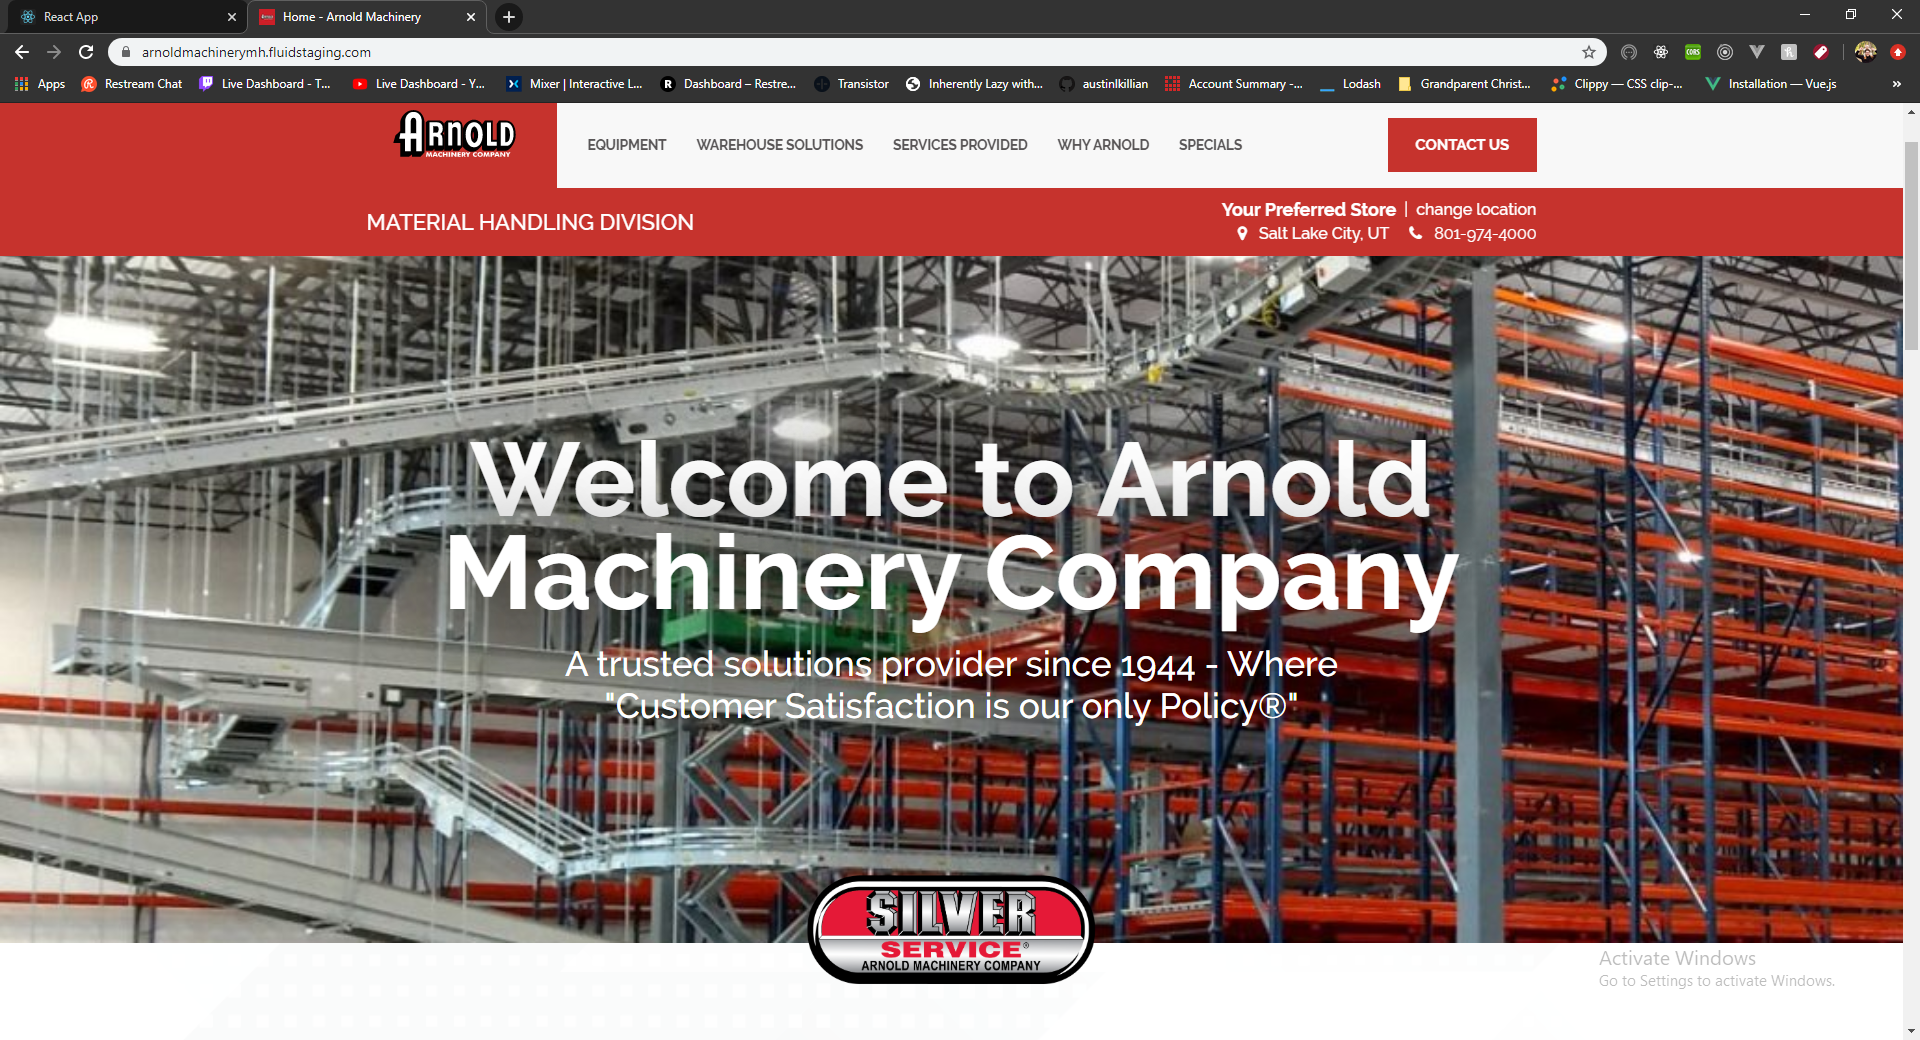 React App
Home - Arnold Machinery
arnoldmachinerymh.fluidstaging.com
Apps
Restream Chat
Live Dashboard - T...
Live Dashboard - Y...
Mixer | Interactive L...
Dashboard – Restre...
Transistor
Inherently Lazy with...
austinlkillian
Account Summary -...
Lodash
Grandparent Christ...
Clippy — CSS clip-...
Installation — Vue.js
»
ARNOLD
MACHINERY COMPANY
EQUIPMENT
WAREHOUSE SOLUTIONS
SERVICES PROVIDED
WHY ARNOLD
SPECIALS
CONTACT US
MATERIAL HANDLING DIVISION
Your Preferred Store | change location
Salt Lake City, UT 801-974-4000
Welcome to Arnold
Machinery Company
A trusted solutions provider since 1944 - Where
"Customer Satisfaction is our only Policy®"
SILVER
SERVICE®
ARNOLD MACHINERY COMPANY
Activate Windows
Go to Settings to activate Windows.